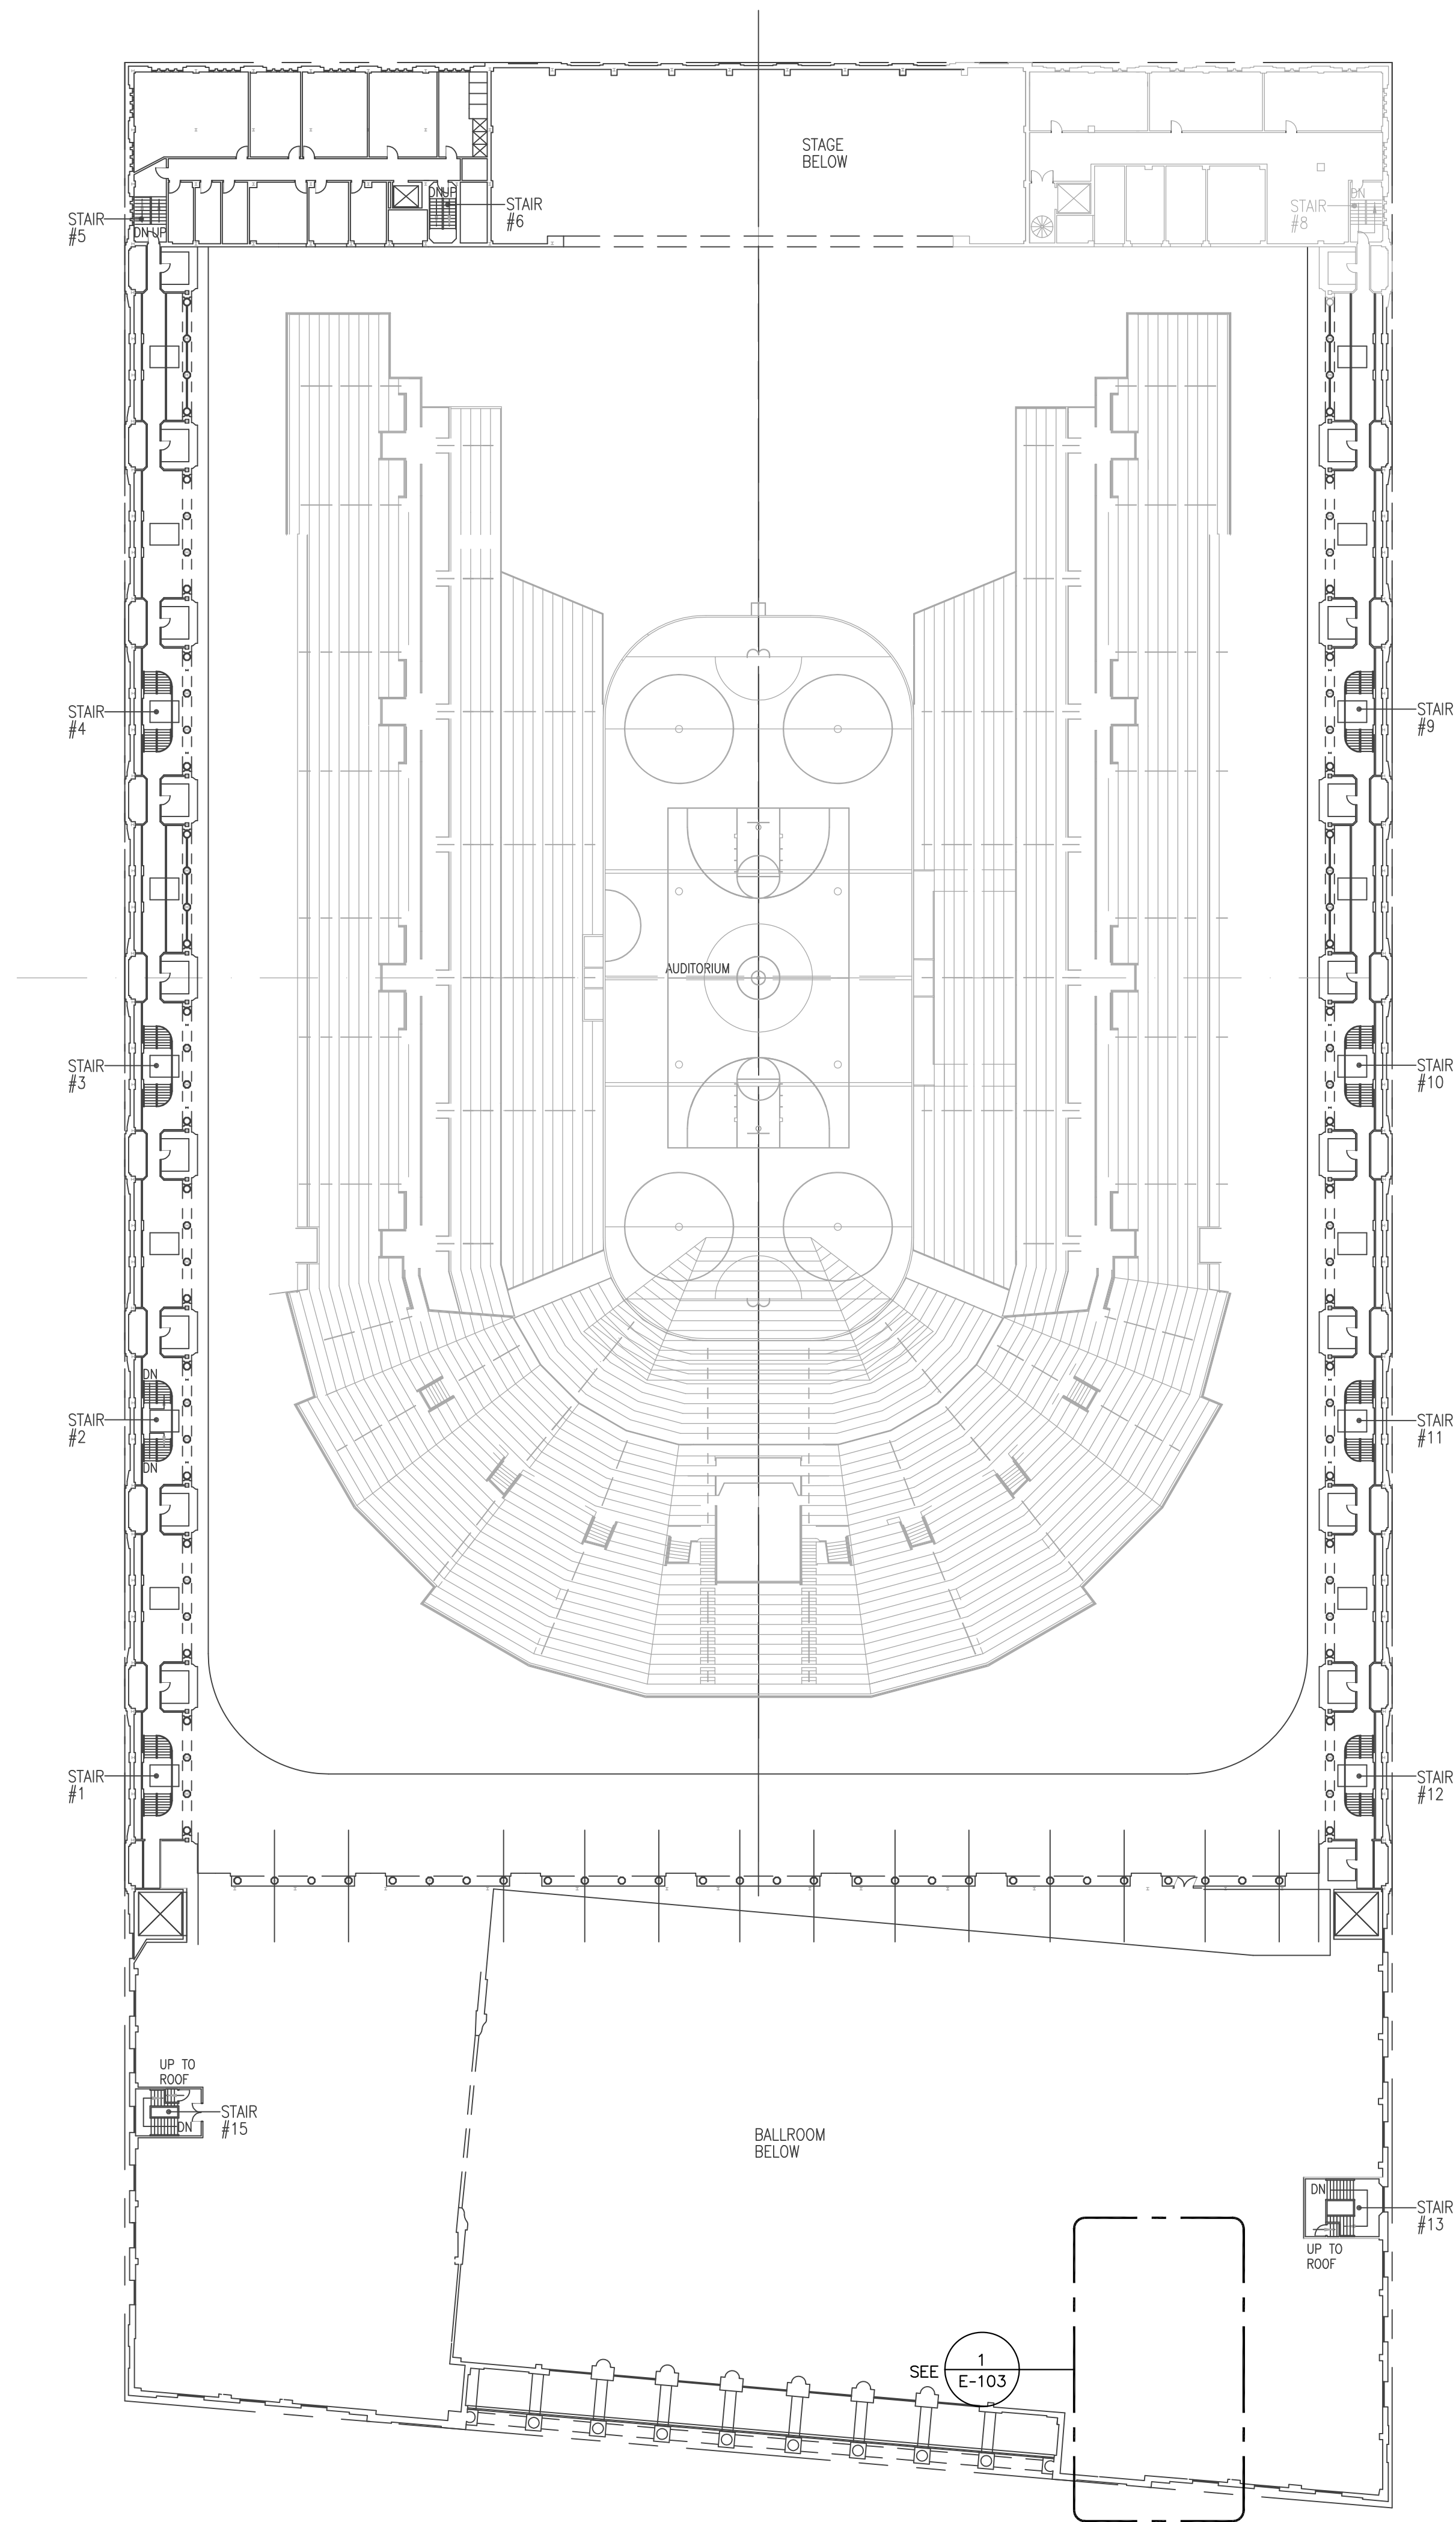 STAGE
BELOW
DN UP
STAIR
#5
DN UP
STAIR
#6
DN
STAIR
#8
STAIR
#4
STAIR
#9
AUDITORIUM
STAIR
#3
STAIR
#10
DN
STAIR
#2
DN
STAIR
#11
STAIR
#1
STAIR
#12
UP TO
ROOF
STAIR
#15
DN
BALLROOM
BELOW
DN
STAIR
#13
UP TO
ROOF
SEE
1
E-103